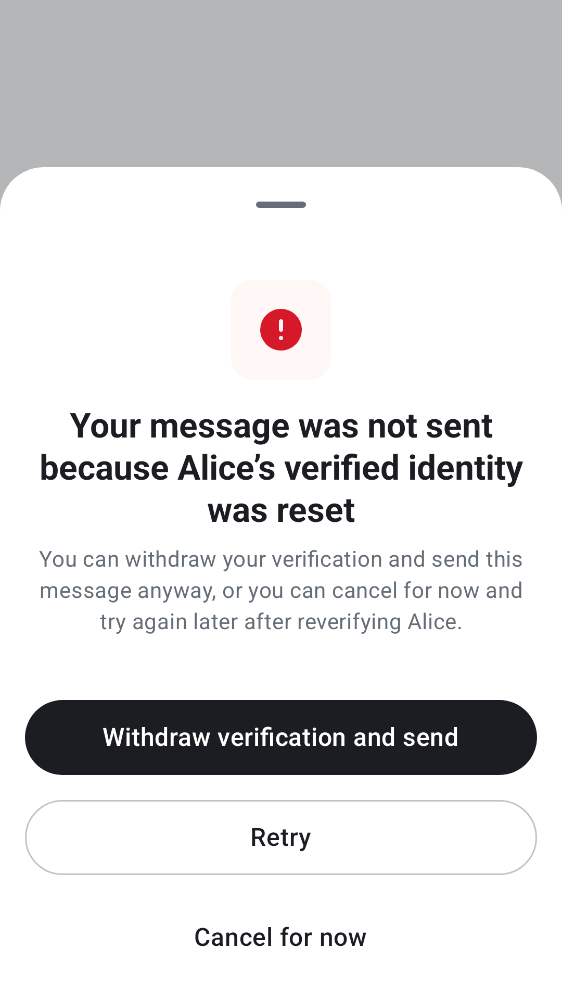 Your message was not sent
because Alice’s verified identity
was reset
You can withdraw your verification and send this
message anyway, or you can cancel for now and
try again later after reverifying Alice.
Withdraw verification and send
Retry
Cancel for now